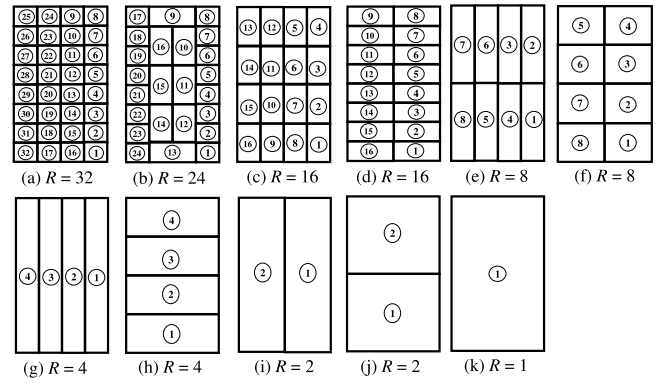 25 24 9 8
26 23 10 7
27 22 11 6
28 21 12 5
29 20 13 4
30 19 14 3
31 18 15 2
32 17 16 1
(a) R = 32
17 9 8
18 7
16 10
19 6
20 5
15 11
21 4
22 3
14 12
23 2
24 13 1
(b) R = 24
13 12 5 4
14 11 6 3
15 10 7 2
16 9 8 1
(c) R = 16
9 8
10 7
11 6
12 5
13 4
14 3
15 2
16 1
(d) R = 16
7 6 3 2
8 5 4 1
(e) R = 8
5 4
6 3
7 2
8 1
(f) R = 8
4 3 2 1
(g) R = 4
4
3
2
1
(h) R = 4
2 1
(i) R = 2
2
1
(j) R = 2
1
(k) R = 1